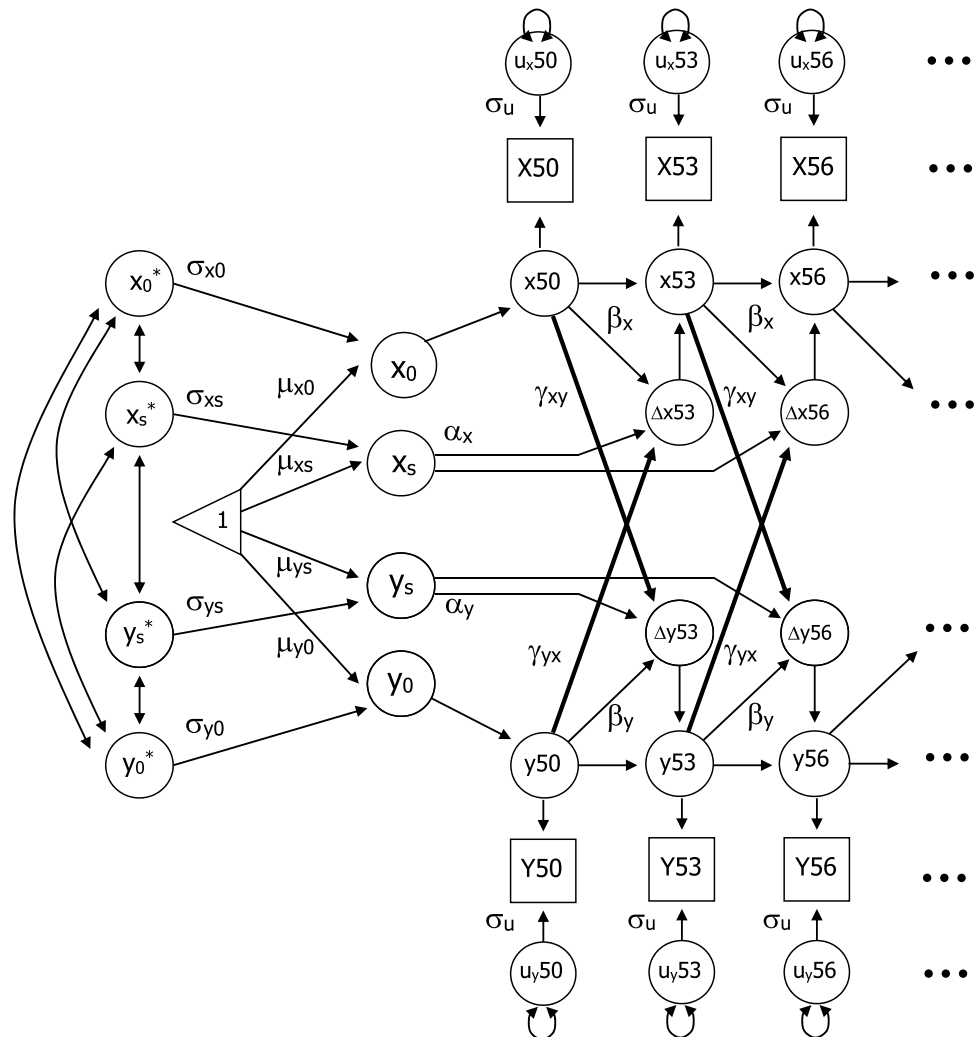 uₓ50 uₓ53 uₓ56 •••
σu σu σu
X50 X53 X56 •••
x₀* σx0 x50 x53 x56 •••
βx βx
μx0 x₀
xₛ* σxs αx γxy Δx53 γxy Δx56 •••
μxs xₛ
1
μys yₛ
yₛ* σys αy Δy53 Δy56 •••
μy0 γyx γyx
y₀
σy0 βy βy
y₀* y50 y53 y56 •••
Y50 Y53 Y56 •••
σu σu σu
uy50 uy53 uy56 •••